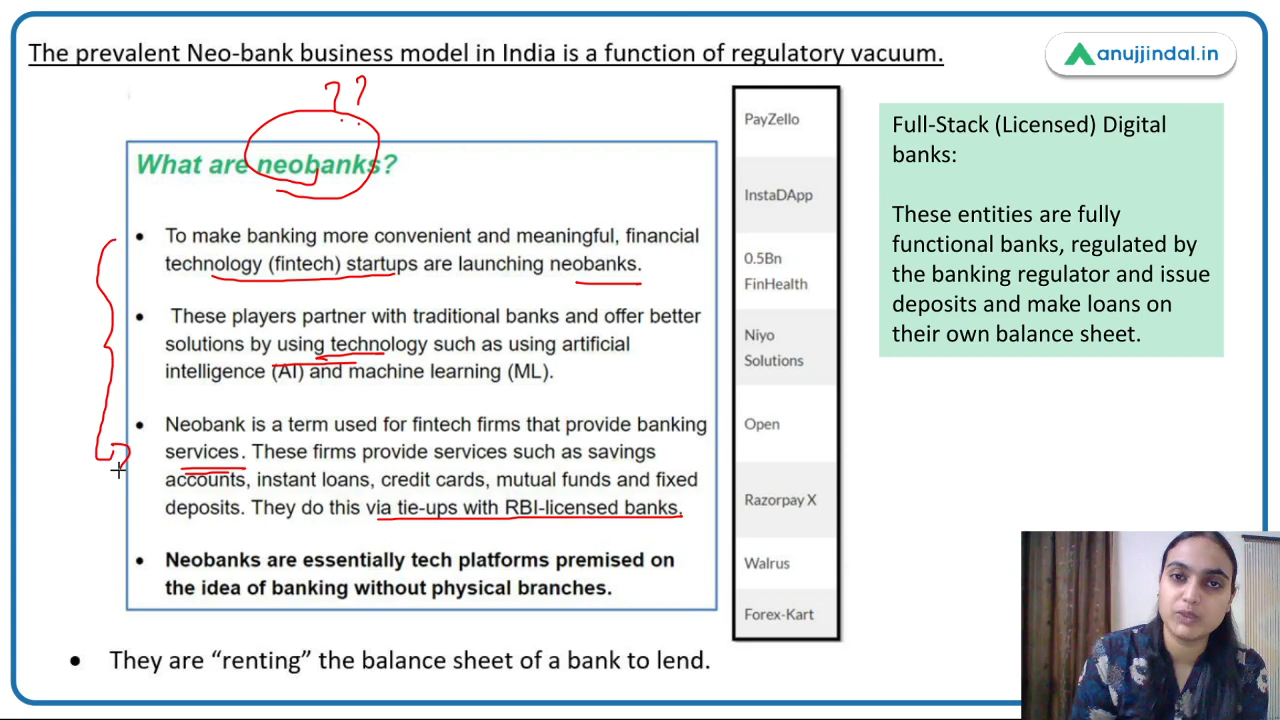 The prevalent Neo-bank business model in India is a function of regulatory vacuum.
anujjindal.in
??
What are neobanks?
To make banking more convenient and meaningful, financial
technology (fintech) startups are launching neobanks.
These players partner with traditional banks and offer better
solutions by using technology such as using artificial
intelligence (AI) and machine learning (ML).
Neobank is a term used for fintech firms that provide banking
services. These firms provide services such as savings
accounts, instant loans, credit cards, mutual funds and fixed
deposits. They do this via tie-ups with RBI-licensed banks.
Neobanks are essentially tech platforms premised on
the idea of banking without physical branches.
PayZello
InstaDApp
0.5Bn
FinHealth
Niyo
Solutions
Open
Razorpay X
Walrus
Forex-Kart
Full-Stack (Licensed) Digital
banks:
These entities are fully
functional banks, regulated by
the banking regulator and issue
deposits and make loans on
their own balance sheet.
They are “renting” the balance sheet of a bank to lend.